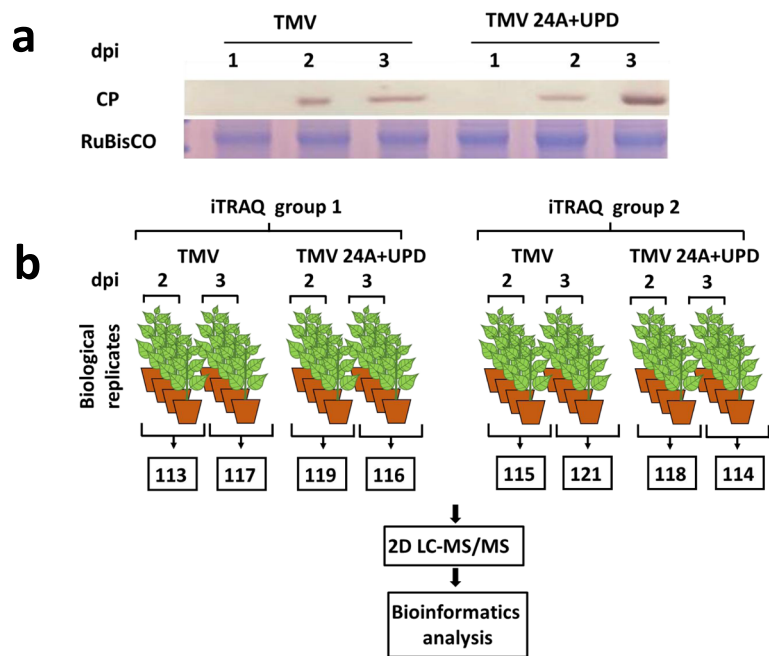 a
TMV TMV 24A+UPD
dpi 1 2 3 1 2 3
CP
RuBisCO
b
iTRAQ group 1 iTRAQ group 2
TMV TMV 24A+UPD TMV TMV 24A+UPD
dpi 2 3 2 3 2 3 2 3
Biological
replicates
113 117 119 116 115 121 118 114
2D LC-MS/MS
Bioinformatics
analysis